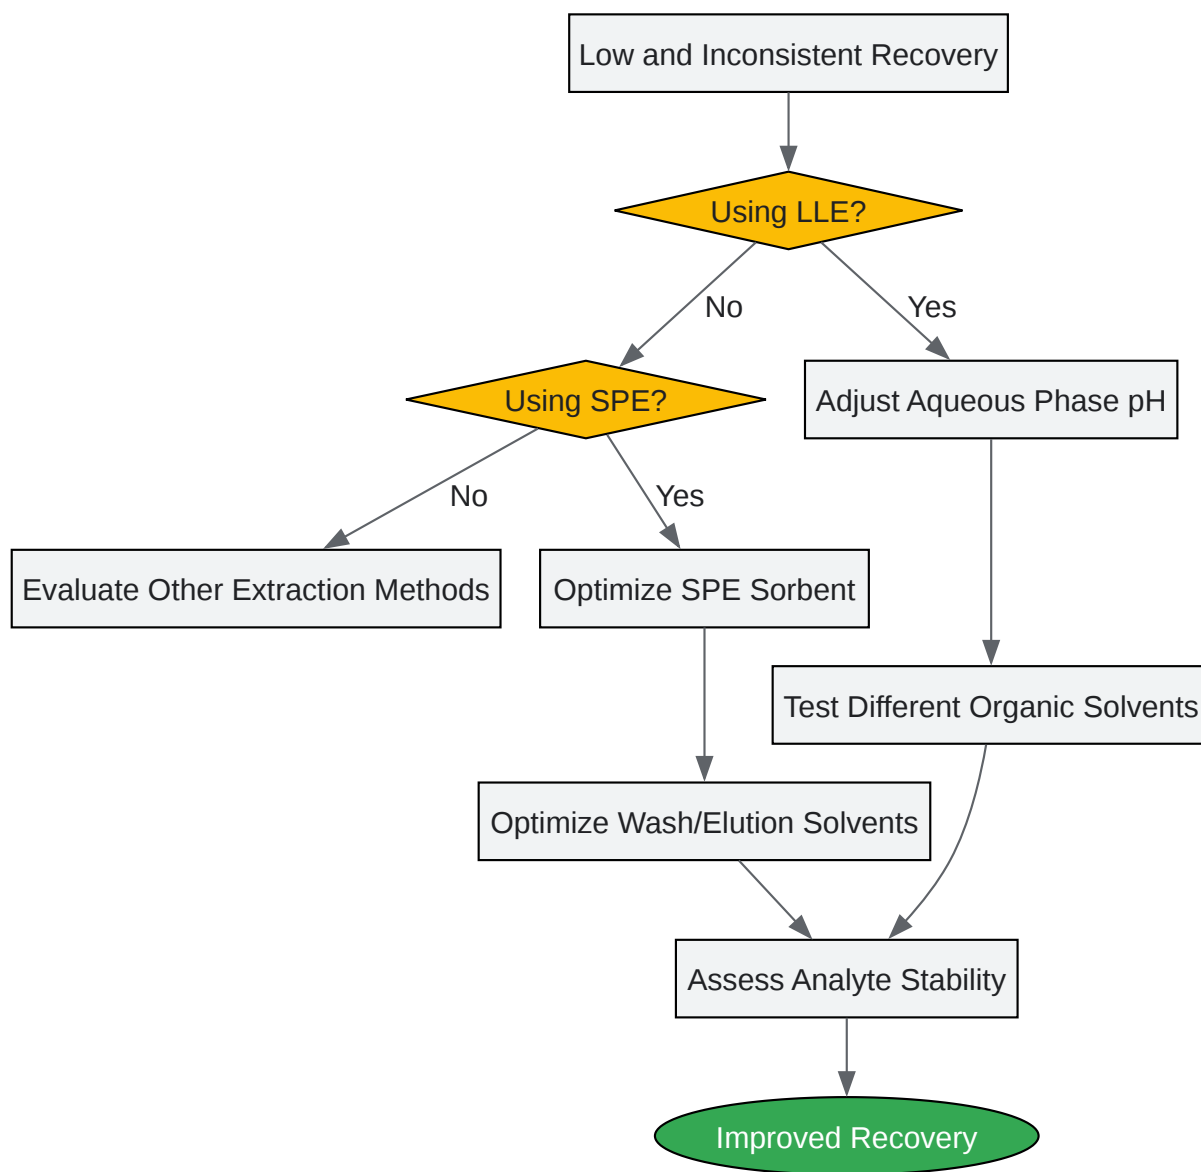 Low and Inconsistent Recovery
Using LLE?
No
Yes
Using SPE?
Adjust Aqueous Phase pH
No
Yes
Evaluate Other Extraction Methods
Optimize SPE Sorbent
Test Different Organic Solvents
Optimize Wash/Elution Solvents
Assess Analyte Stability
Improved Recovery